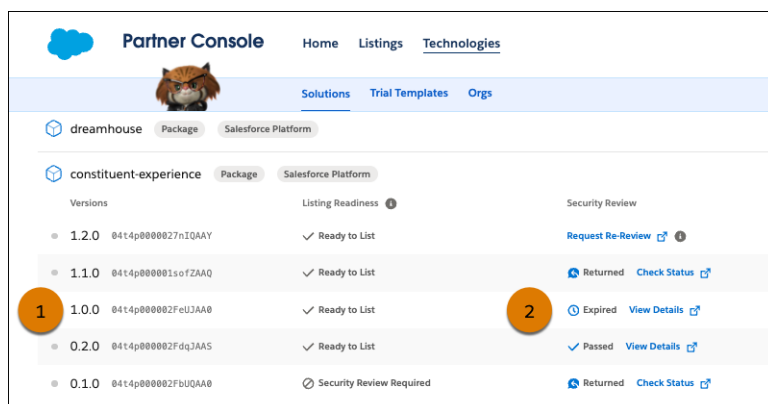 Partner Console Home Listings Technologies
Solutions Trial Templates Orgs
dreamhouse Package Salesforce Platform
constituent-experience Package Salesforce Platform
Versions Listing Readiness Security Review
1.2.0 04t4p0000027nIQAAY Ready to List Request Re-Review
1.1.0 04t4p000001sofZAAQ Ready to List Returned Check Status
1 1.0.0 04t4p000002FeUJAA0 Ready to List 2 Expired View Details
0.2.0 04t4p000002FdqJAAS Ready to List Passed View Details
0.1.0 04t4p000002FbUQAA0 Security Review Required Returned Check Status